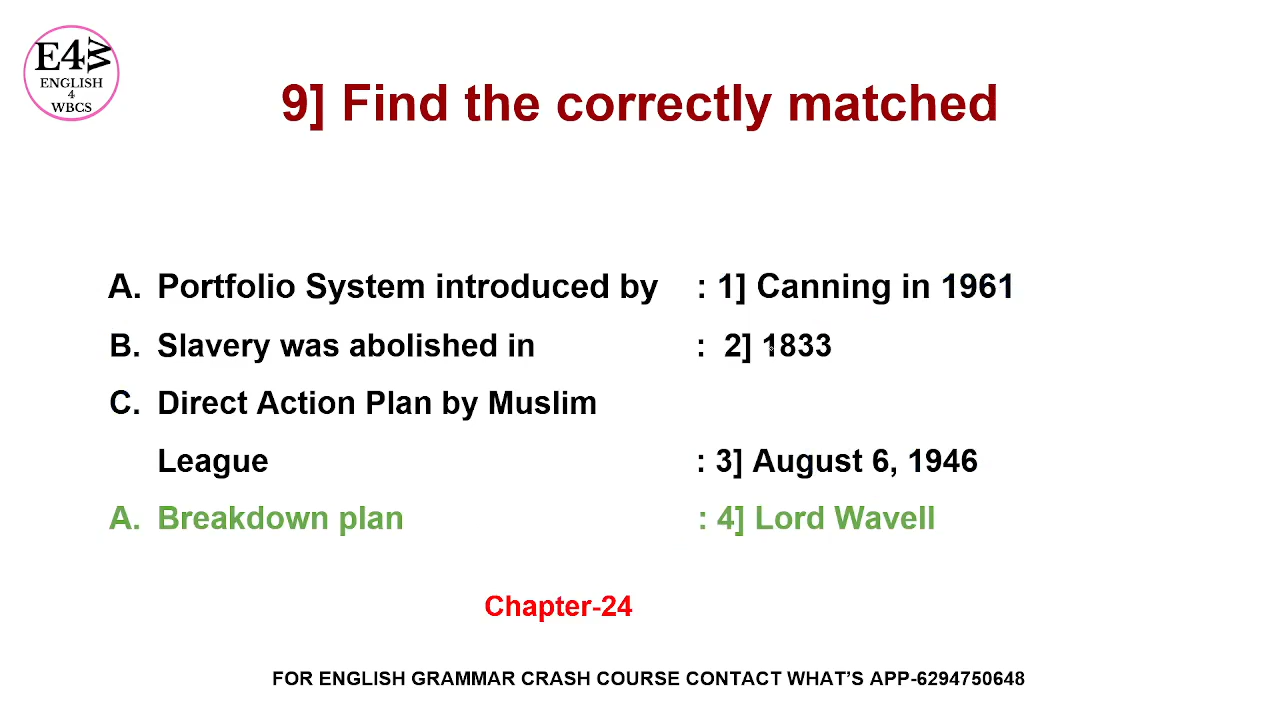 E4W
ENGLISH
4
WBCS
9] Find the correctly matched
A. Portfolio System introduced by : 1] Canning in 1961
B. Slavery was abolished in : 2] 1833
C. Direct Action Plan by Muslim
League : 3] August 6, 1946
A. Breakdown plan : 4] Lord Wavell
Chapter-24
FOR ENGLISH GRAMMAR CRASH COURSE CONTACT WHAT'S APP-6294750648